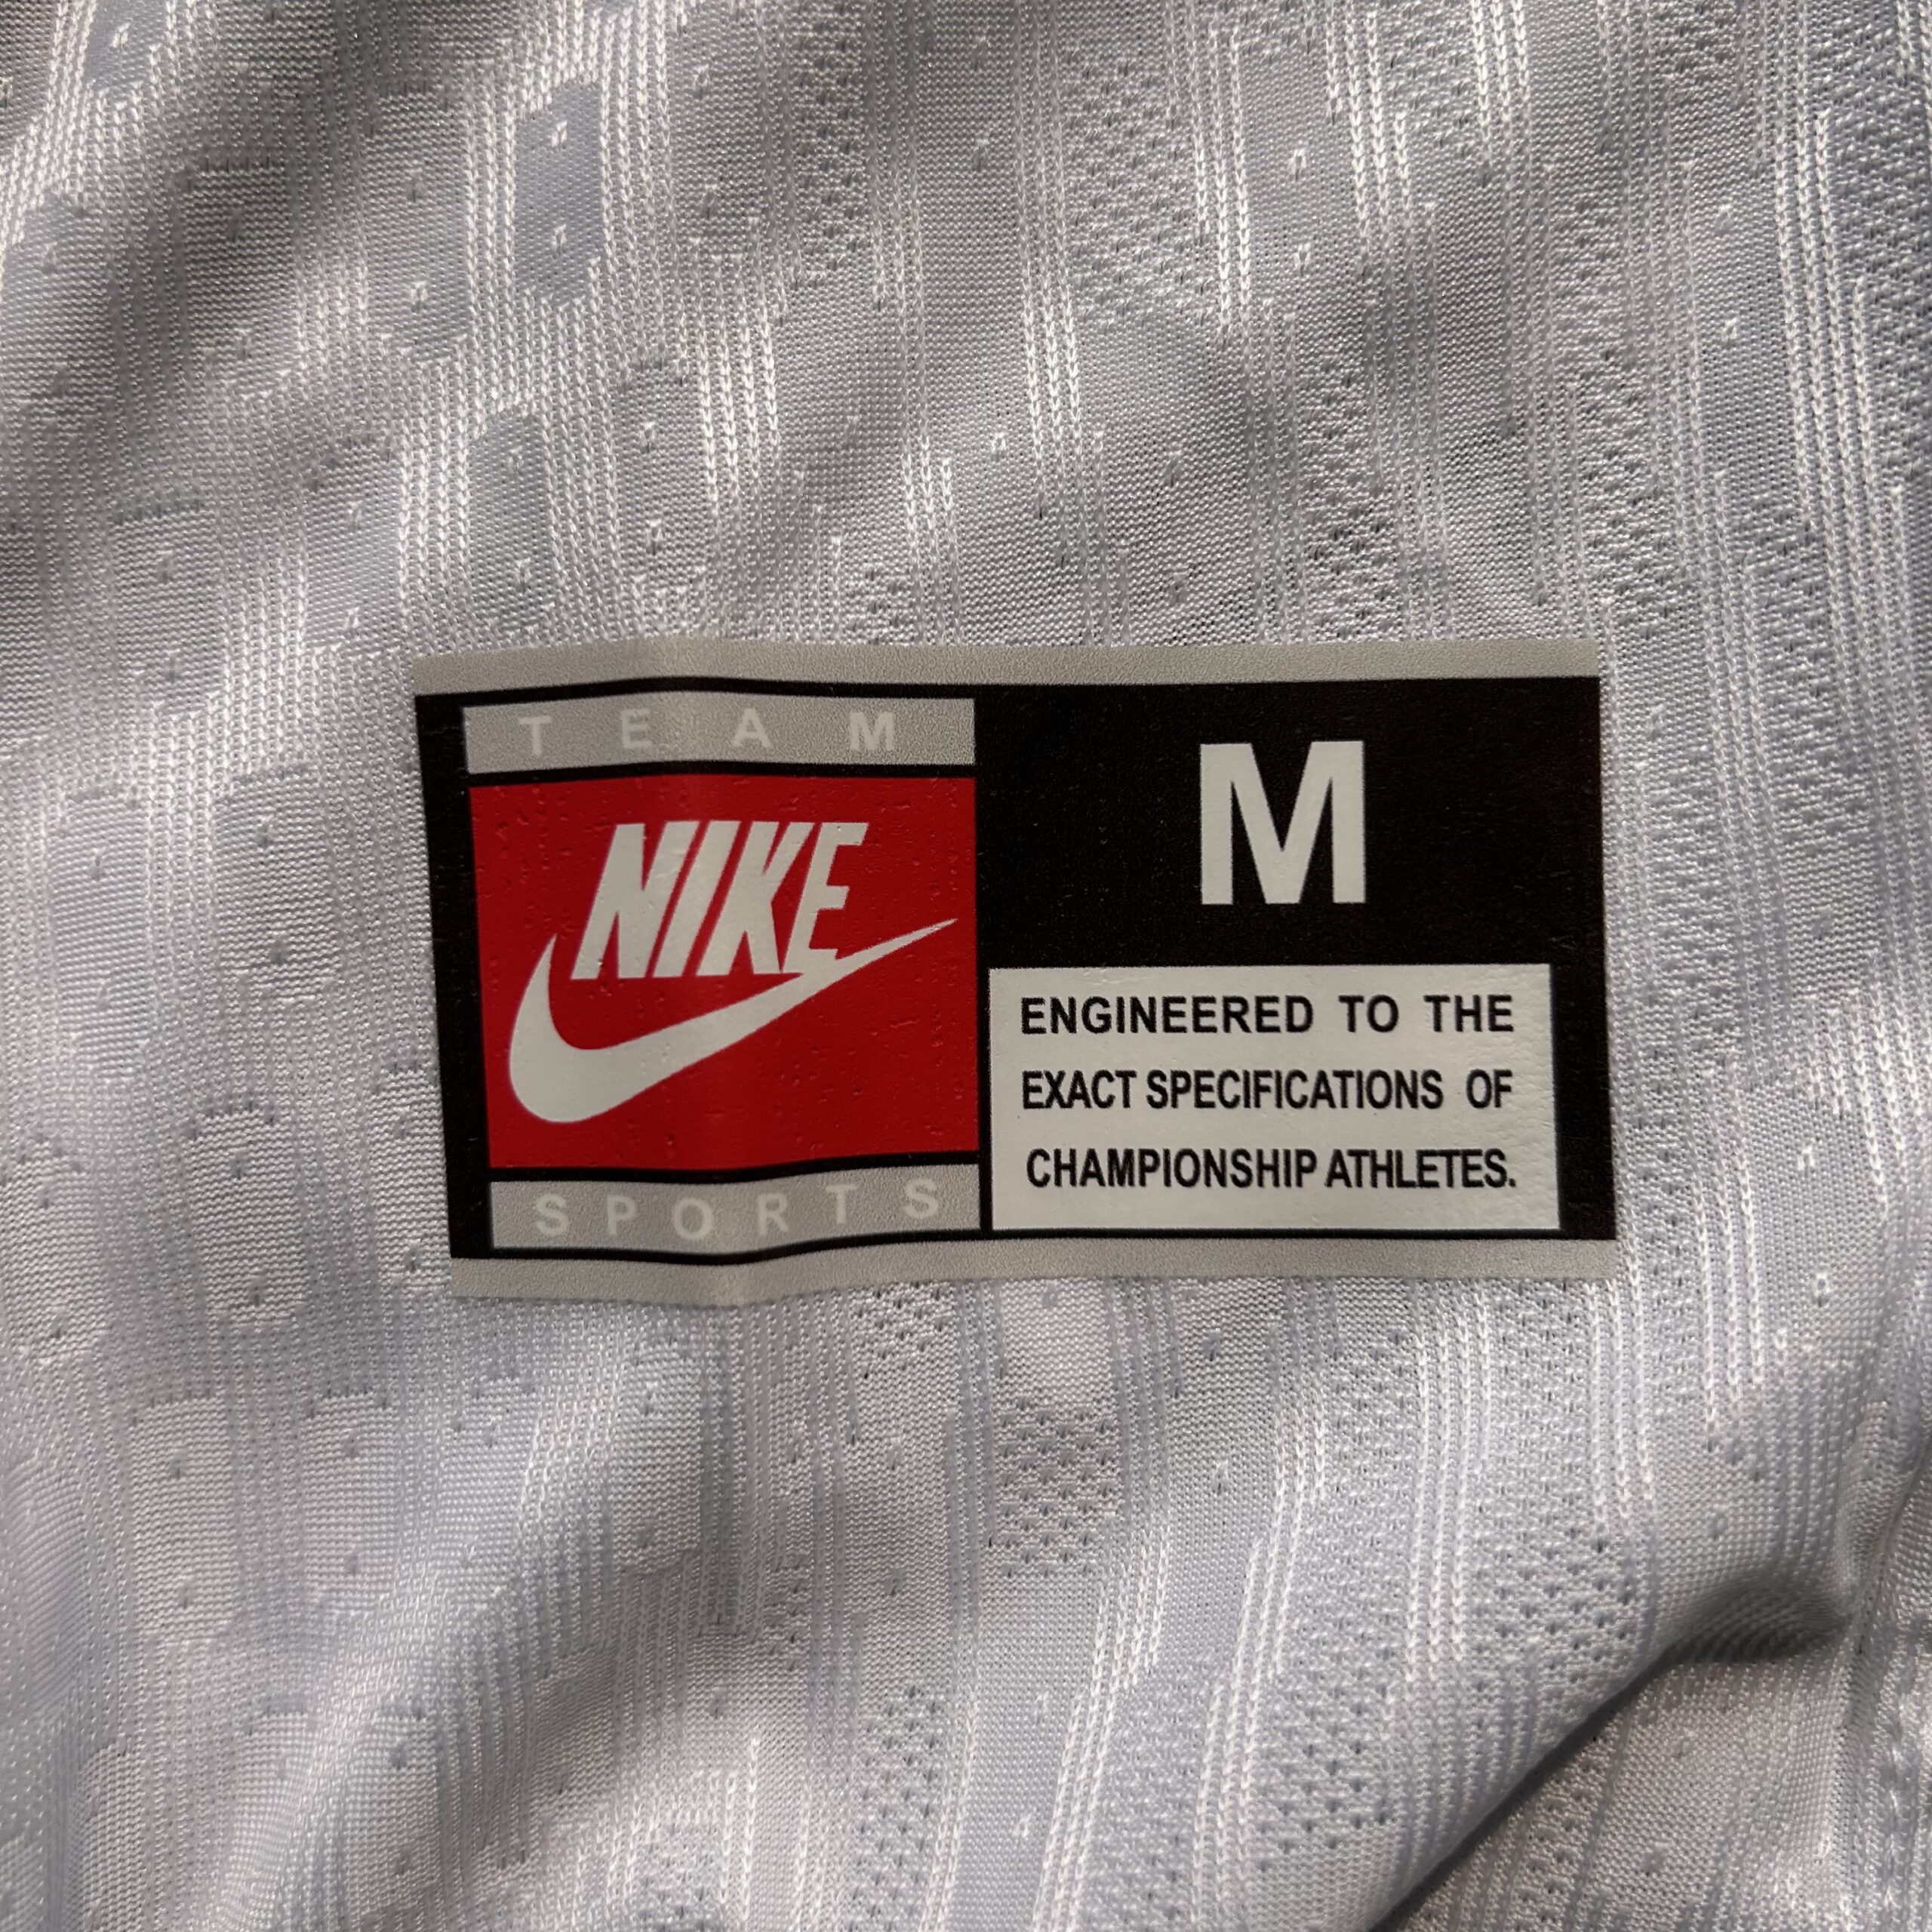 TEAM
NIKE
SPORTS
M
ENGINEERED TO THE
EXACT SPECIFICATIONS OF
CHAMPIONSHIP ATHLETES.